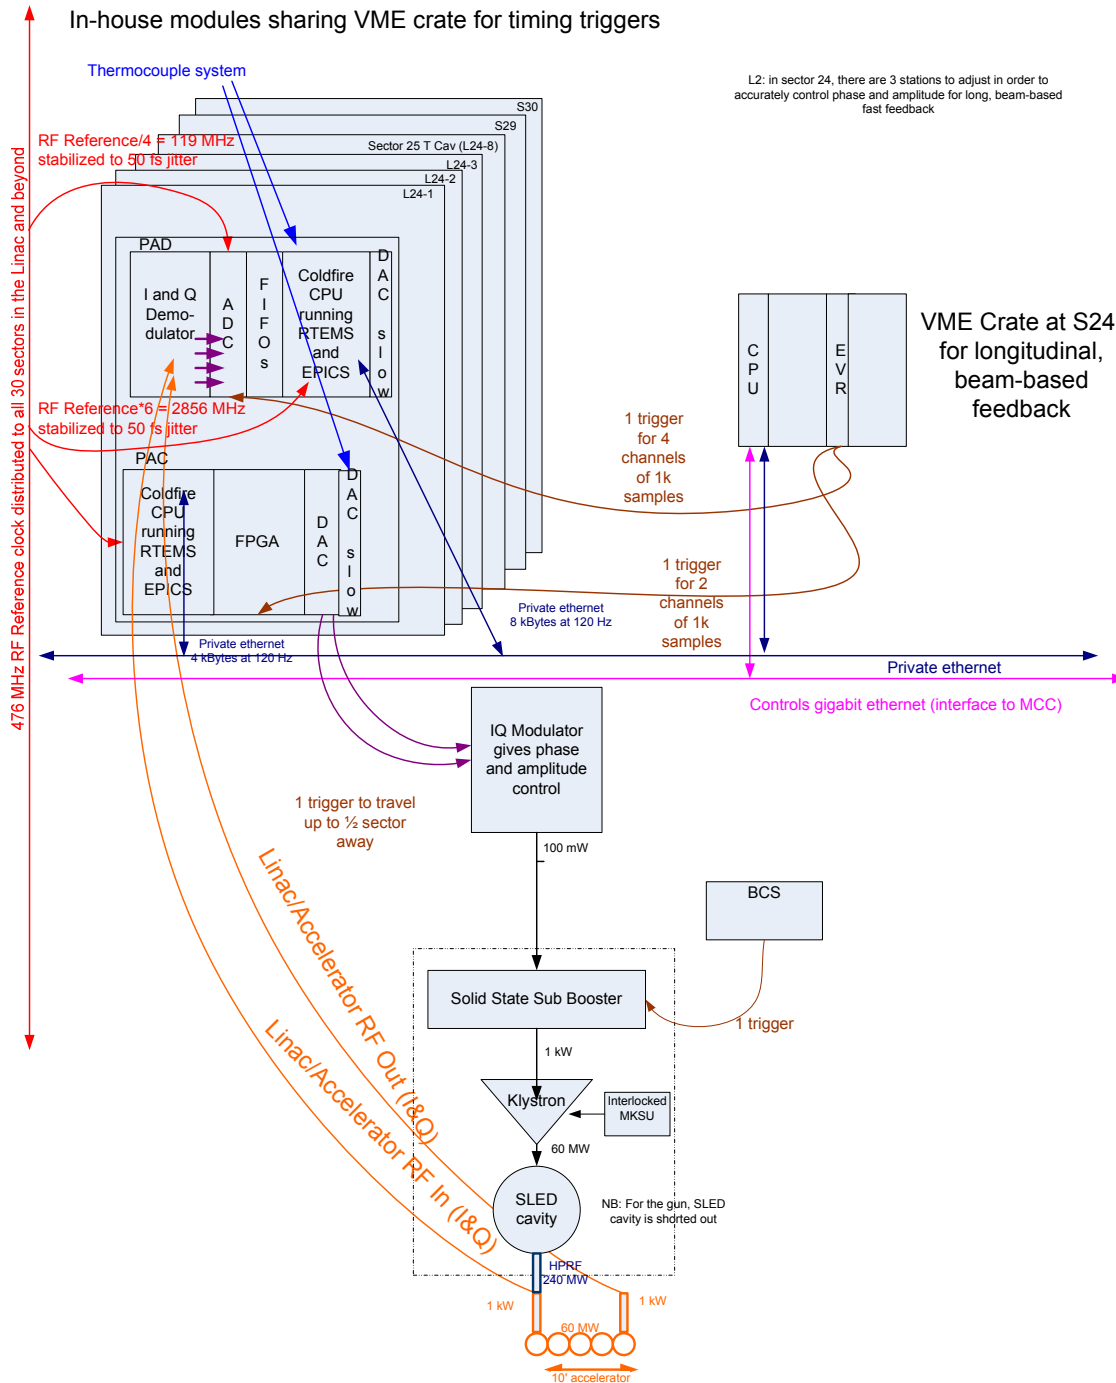 In-house modules sharing VME crate for timing triggers
Thermocouple system
L2: in sector 24, there are 3 stations to adjust in order to
accurately control phase and amplitude for long, beam-based
fast feedback
S30
S29
Sector 25 T Cav (L24-8)
L24-3
L24-2
L24-1
RF Reference/4 = 119 MHz
stabilized to 50 fs jitter
476 MHz RF Reference clock distributed to all 30 sectors in the Linac and beyond
PAD
I and Q
Demo-
dulator
ADC
FIFOs
Coldfire
CPU
running
RTEMS
and
EPICS
DAC slow
RF Reference*6 = 2856 MHz
stabilized to 50 fs jitter
PAC
Coldfire
CPU
running
RTEMS
and
EPICS
FPGA
DAC
DAC slow
CPU
EVR
VME Crate at S24
for longitudinal,
beam-based
feedback
1 trigger
for 4
channels
of 1k
samples
1 trigger
for 2
channels
of 1k
samples
Private ethernet
8 kBytes at 120 Hz
Private ethernet
4 kBytes at 120 Hz
Private ethernet
Controls gigabit ethernet (interface to MCC)
IQ Modulator
gives phase
and amplitude
control
1 trigger to travel
up to ½ sector
away
100 mW
BCS
Solid State Sub Booster
1 trigger
1 kW
Klystron
Interlocked
MKSU
60 MW
SLED
cavity
NB: For the gun, SLED
cavity is shorted out
Linac/Accelerator RF Out (I&Q)
Linac/Accelerator RF In (I&Q)
HPRF
240 MW
1 kW
1 kW
60 MW
10' accelerator